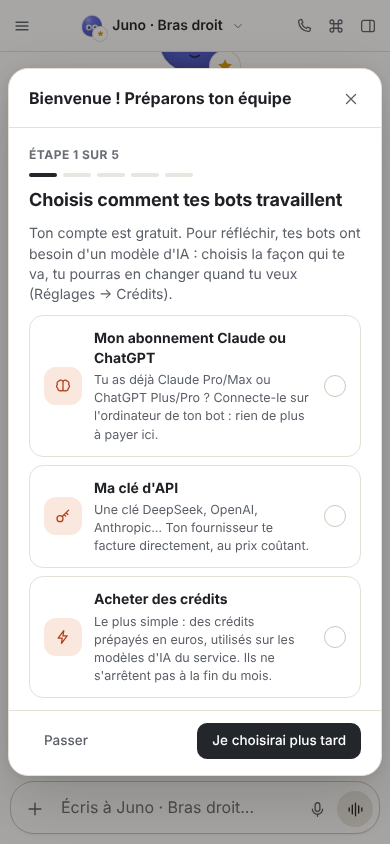 Juno · Bras droit
Bienvenue ! Préparons ton équipe
ÉTAPE 1 SUR 5
Choisis comment tes bots travaillent
Ton compte est gratuit. Pour réfléchir, tes bots ont
besoin d'un modèle d'IA : choisis la façon qui te
va, tu pourras en changer quand tu veux
(Réglages → Crédits).
Mon abonnement Claude ou
ChatGPT
Tu as déjà Claude Pro/Max ou
ChatGPT Plus/Pro ? Connecte-le sur
l'ordinateur de ton bot : rien de plus
à payer ici.
Ma clé d'API
Une clé DeepSeek, OpenAI,
Anthropic... Ton fournisseur te
facture directement, au prix coûtant.
Acheter des crédits
Le plus simple : des crédits
prépayés en euros, utilisés sur les
modèles d'IA du service. Ils ne
s'arrêtent pas à la fin du mois.
Passer
Je choisirai plus tard
Écris à Juno · Bras droit...